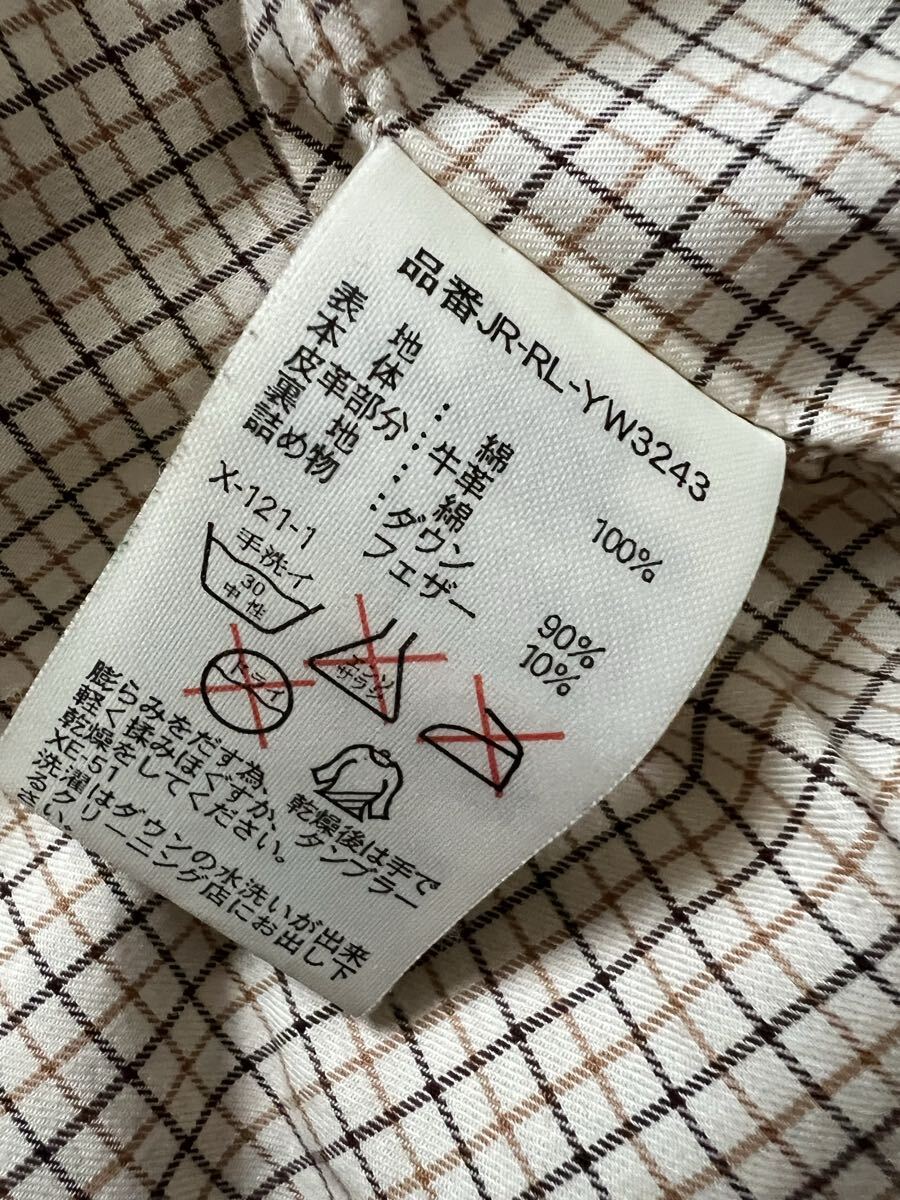 品番JR-RL-YW3243
表地
本体 : 綿 100%
皮革部分 : 牛革
裏地 : 綿
詰め物 : ダウン 90%
フェザー 10%
X-121-1
手洗イ
30
中性
エンソ
サラシ
ドライ
膨らみをだす為、乾燥後は手で
軽く揉みほぐすか、タンブラー
乾燥をしてください。
XE-51
洗濯はダウンの水洗いが出来
るクリーニング店にお出し下
さい。